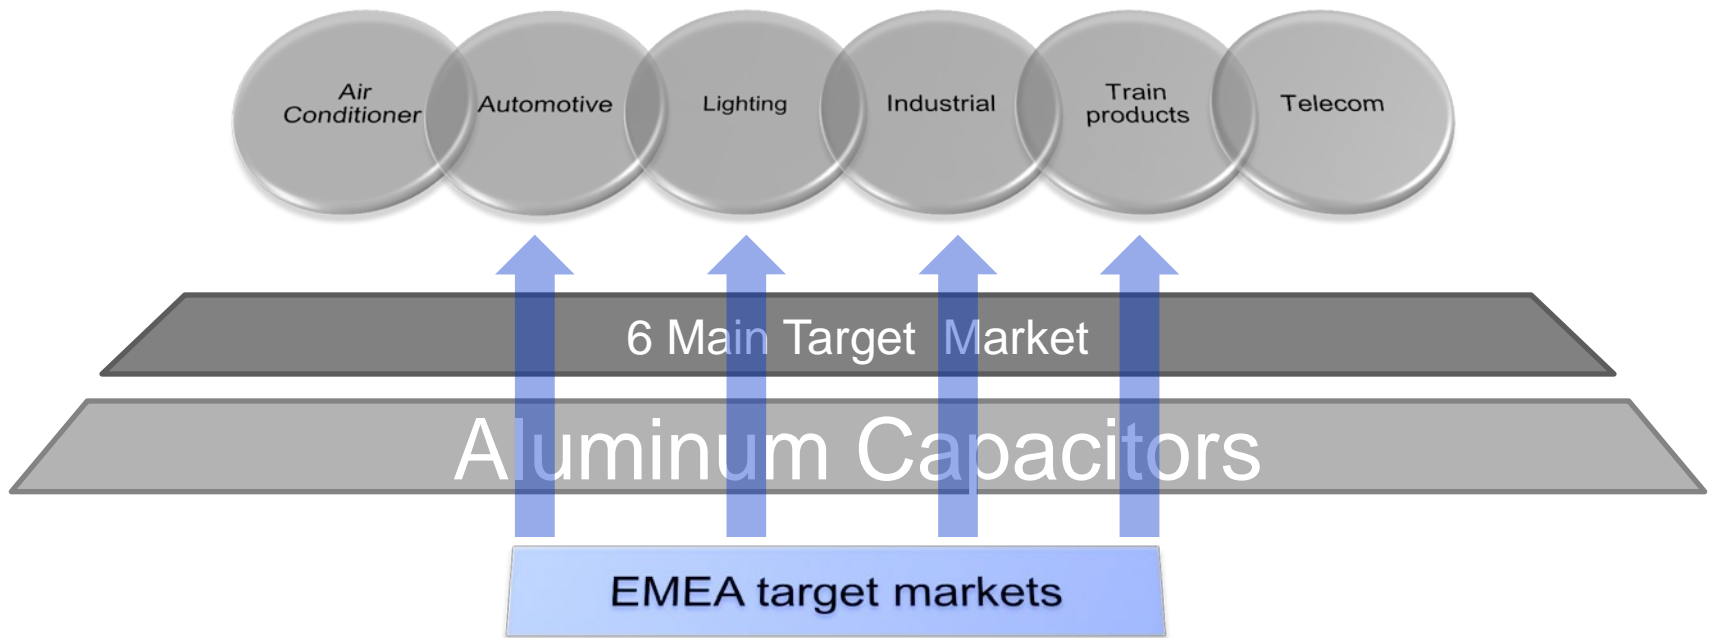 Air
Conditioner
Automotive
Lighting
Industrial
Train
products
Telecom
6 Main Target  Market
Aluminum Capacitors
EMEA target markets